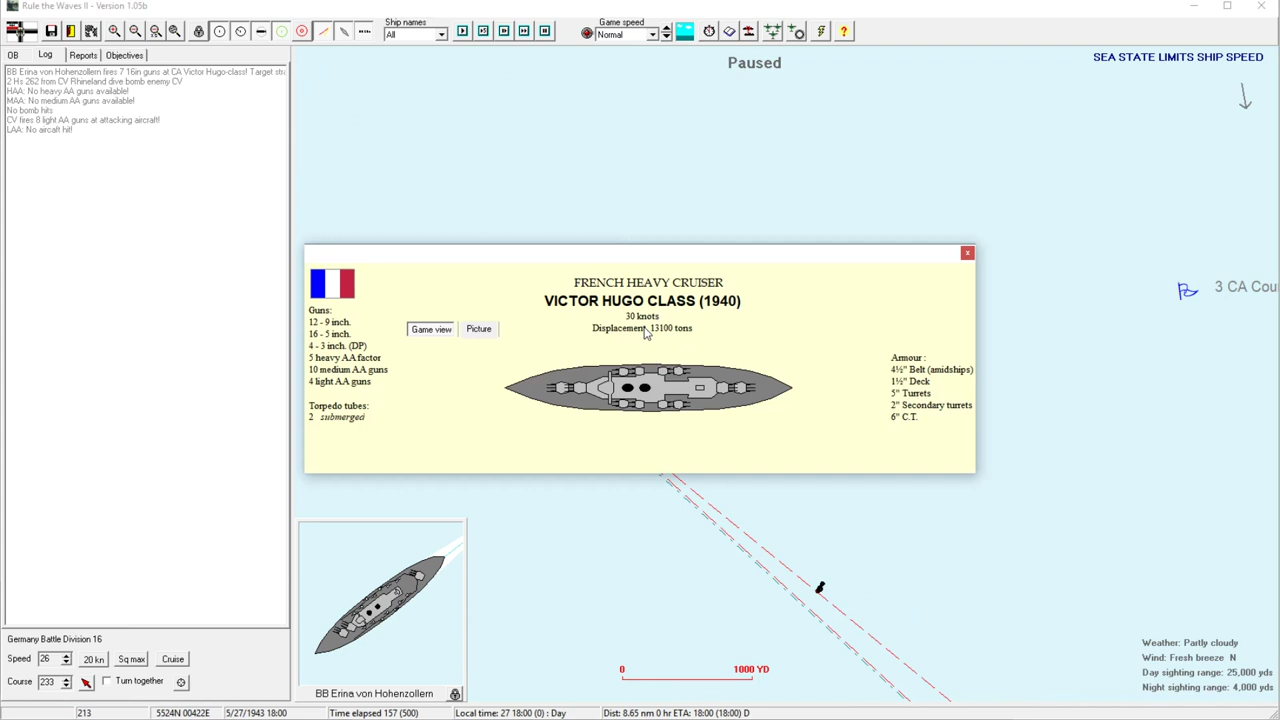 Rule the Waves II - Version 1.05b
Ship names
All
Game speed
Normal
OB
Log
Reports
Objectives
BB Erina von Hohenzollern fires 7 16in guns at CA Victor Hugo-class! Target stra
2 Hs 262 from CV Rhineland dive bomb enemy CV
HAA: No heavy AA guns available!
MAA: No medium AA guns available!
No bomb hits
CV fires 8 light AA guns at attacking aircraft!
LAA: No aircaft hit!
Paused
SEA STATE LIMITS SHIP SPEED
3 CA Cou
FRENCH HEAVY CRUISER
VICTOR HUGO CLASS (1940)
30 knots
Displacement 13100 tons
Guns:
12 - 9 inch.
16 - 5 inch.
4 - 3 inch. (DP)
5 heavy AA factor
10 medium AA guns
4 light AA guns
Torpedo tubes:
2 submerged
Game view
Picture
Armour :
4½" Belt (amidships)
1½" Deck
5" Turrets
2" Secondary turrets
6" C.T.
Germany Battle Division 16
Speed 26 20 kn Sq max Cruise
Course 233 Turn together
BB Erina von Hohenzollern
0 1000 YD
Weather: Partly cloudy
Wind: Fresh breeze N
Day sighting range: 25,000 yds
Night sighting range: 4,000 yds
213 5524N 00422E 5/27/1943 18:00 Time elapsed 157 (500) Local time: 27 18:00 (0) : Day Dist: 8.65 nm 0 hr ETA: 18:00 (18:00) D